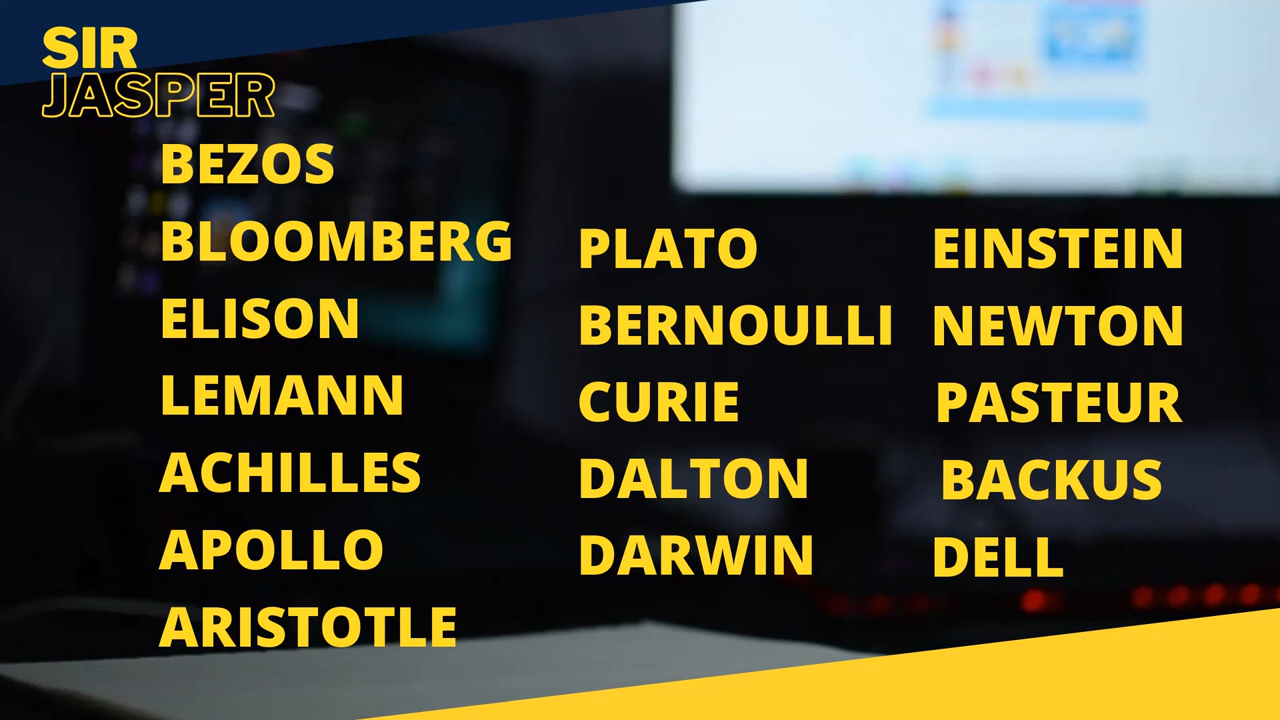 SIR
JASPER
BEZOS
BLOOMBERG
ELISON
LEMANN
ACHILLES
APOLLO
ARISTOTLE
PLATO
BERNOULLI
CURIE
DALTON
DARWIN
EINSTEIN
NEWTON
PASTEUR
BACKUS
DELL